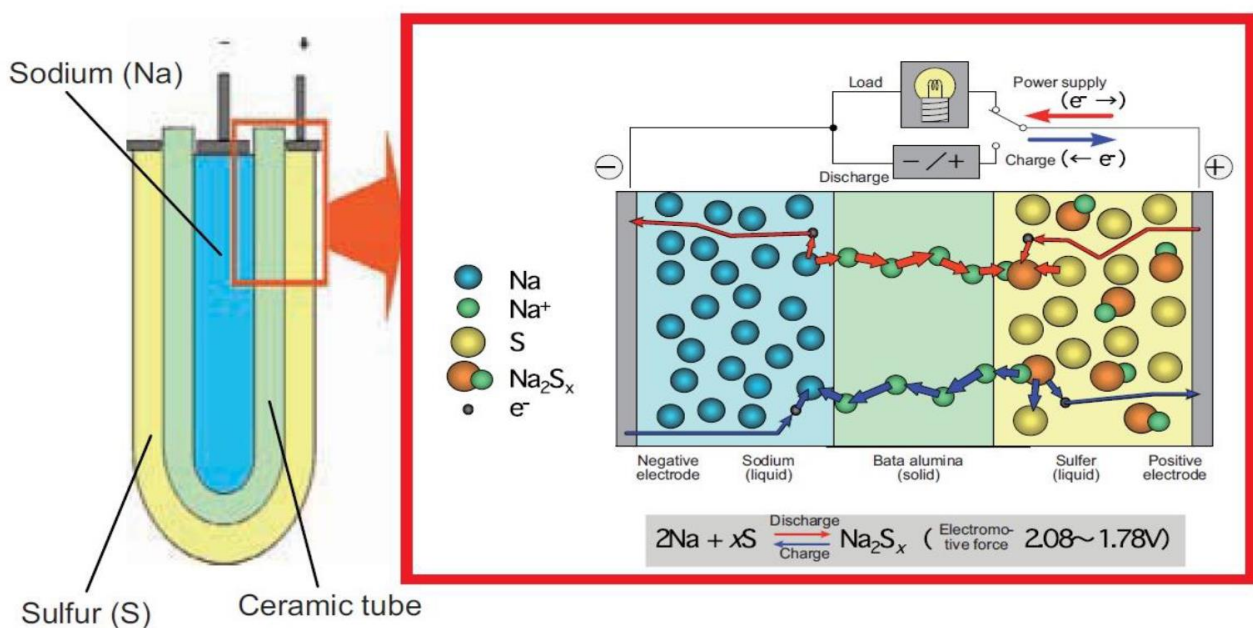 -
+
Sodium (Na)
Sulfur (S)
Ceramic tube
Load
Power supply
(e⁻ →)
Charge (← e⁻)
− / +
Discharge
−
+
Na
Na⁺
S
Na₂Sₓ
e⁻
Negative
electrode
Sodium
(liquid)
Bata alumina
(solid)
Sulfer
(liquid)
Positive
electrode
2Na + xS Discharge Charge Na₂Sₓ ( Electromo-
tive force 2.08~1.78V)